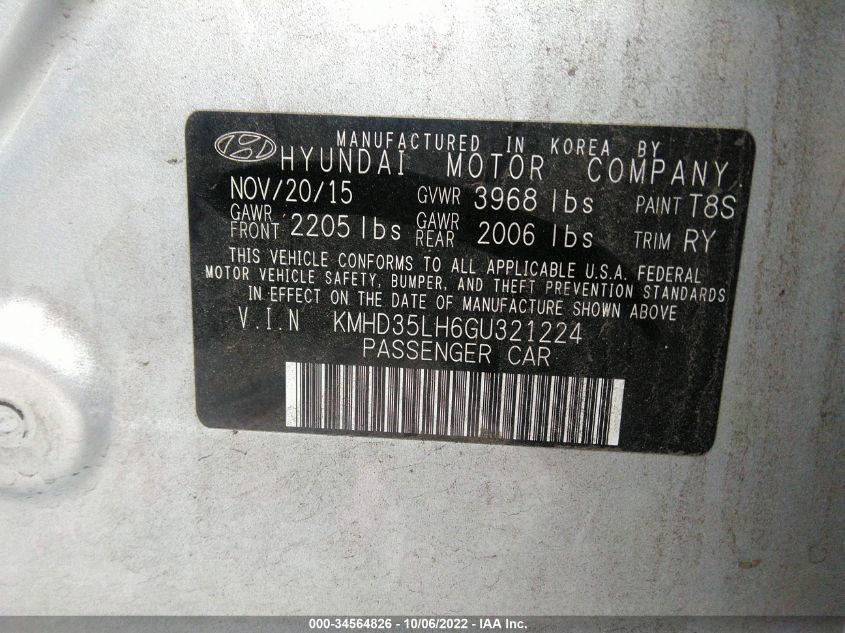 MANUFACTURED IN KOREA BY
HYUNDAI MOTOR COMPANY
NOV/20/15 GVWR 3968 lbs PAINT T8S
GAWR FRONT 2205 lbs GAWR REAR 2006 lbs TRIM RY
THIS VEHICLE CONFORMS TO ALL APPLICABLE U.S.A. FEDERAL
MOTOR VEHICLE SAFETY, BUMPER, AND THEFT PREVENTION STANDARDS
IN EFFECT ON THE DATE OF MANUFACTURE SHOWN ABOVE
V.I.N KMHD35LH6GU321224
PASSENGER CAR
000-34564826 - 10/06/2022 - IAA Inc.